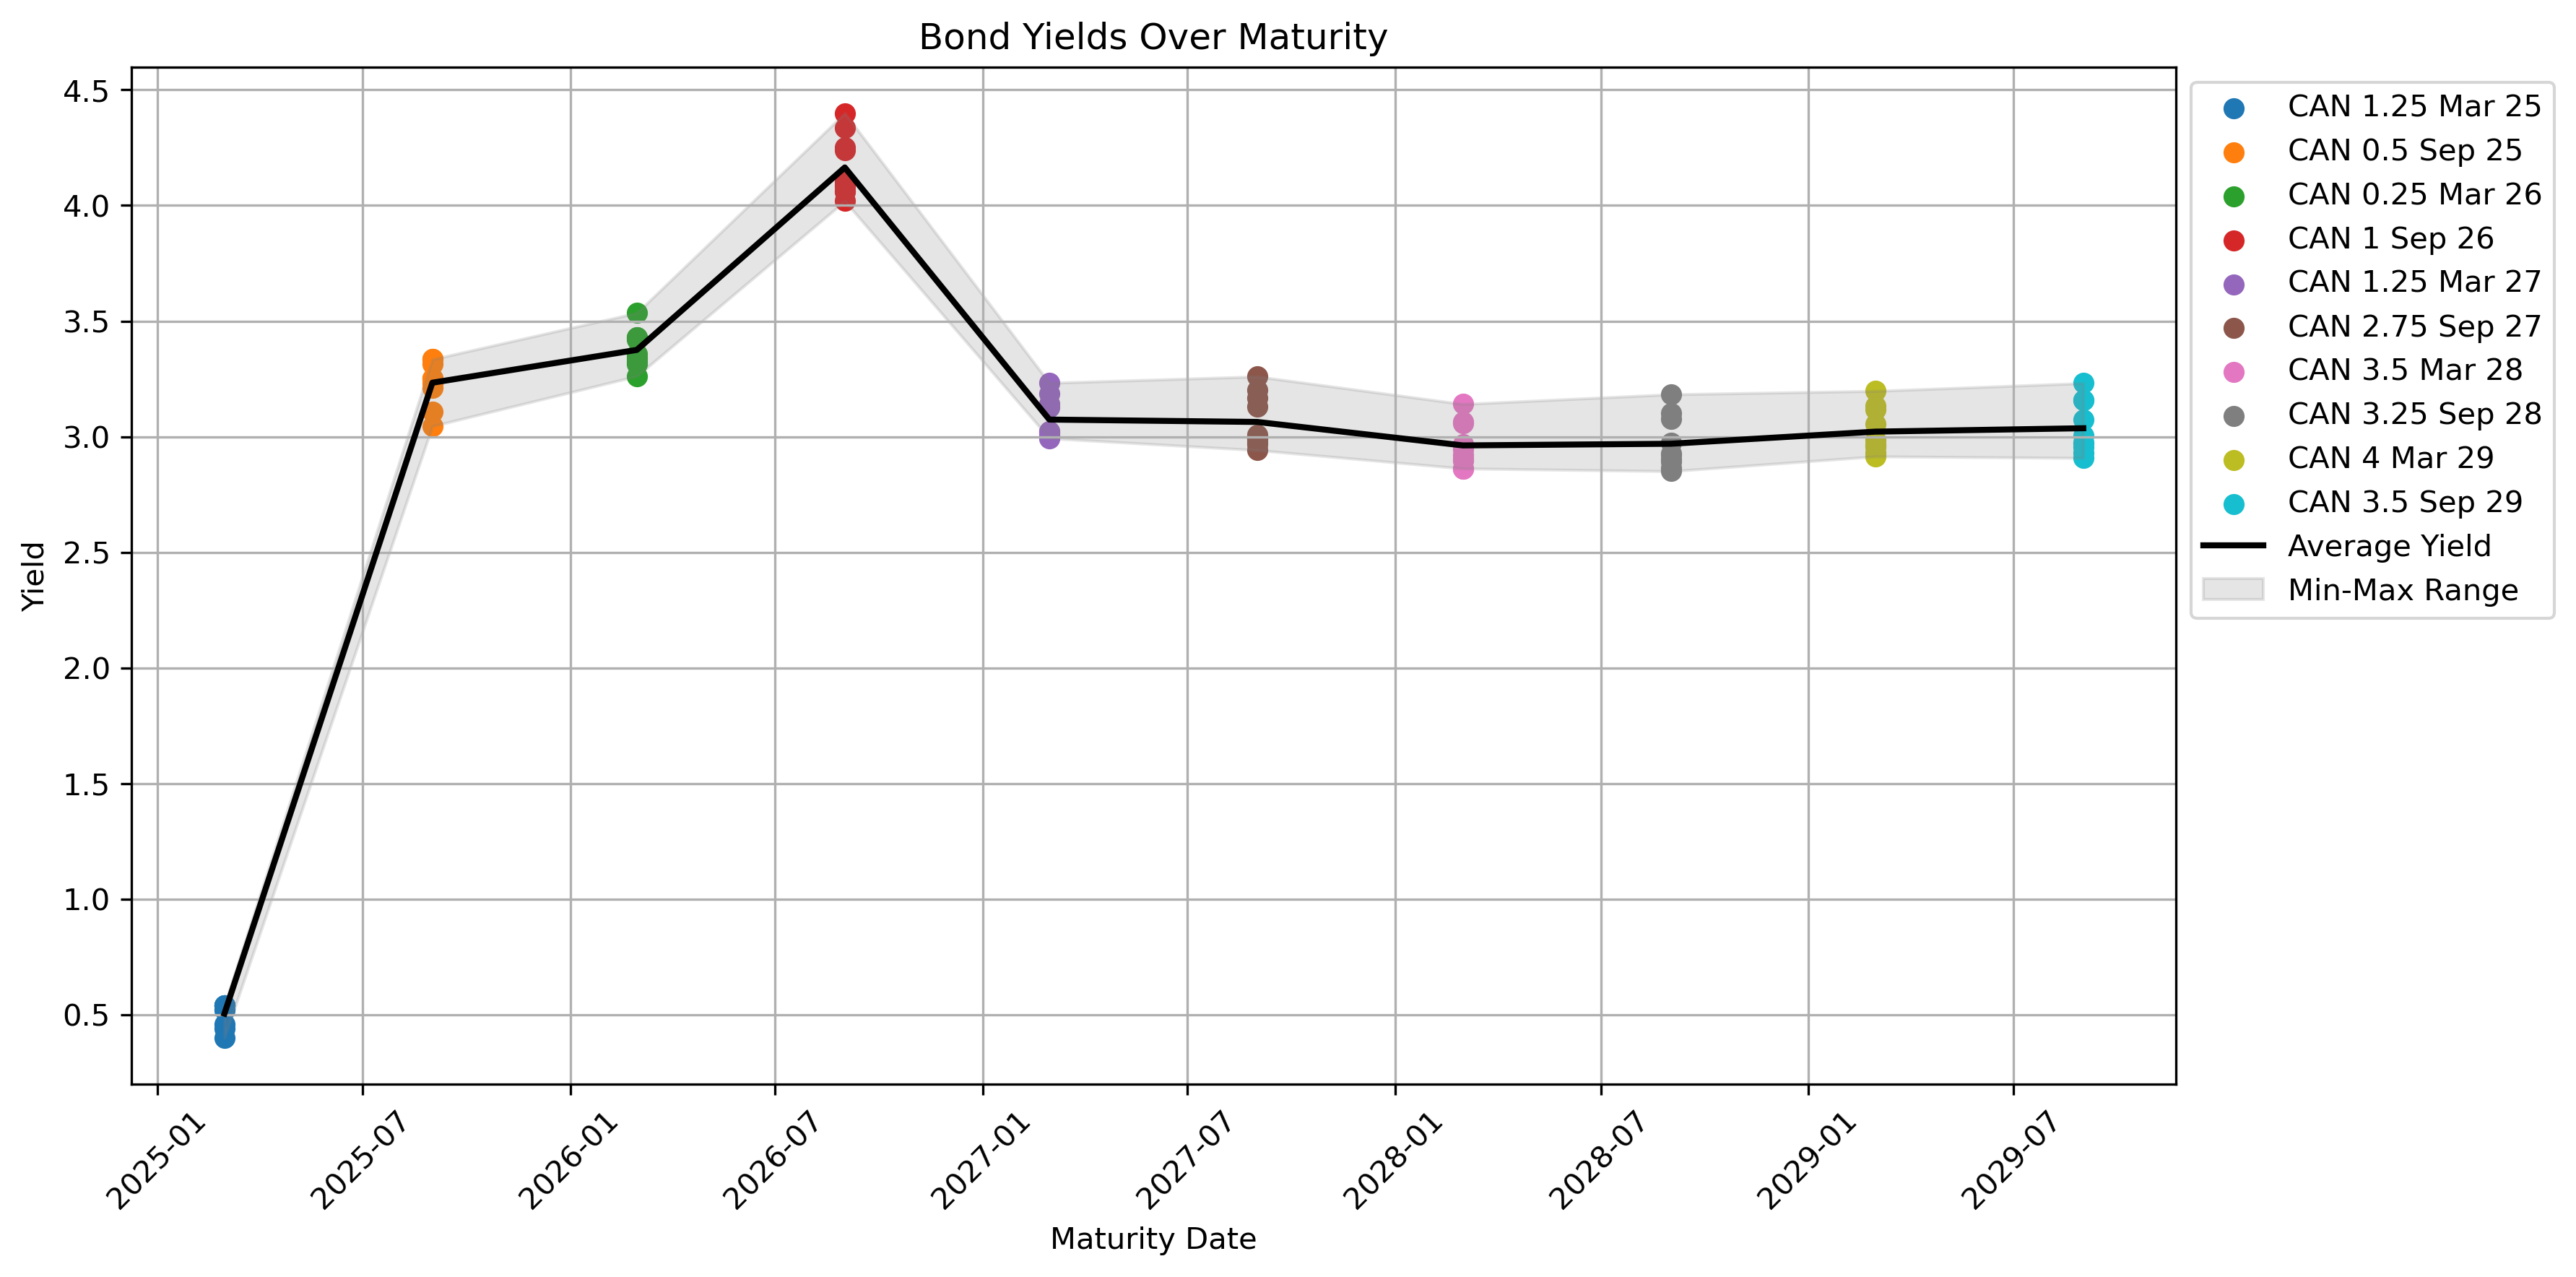 Bond Yields Over Maturity
4.5
4.0
3.5
3.0
2.5
2.0
1.5
1.0
0.5
Yield
2025-01
2025-07
2026-01
2026-07
2027-01
2027-07
2028-01
2028-07
2029-01
2029-07
Maturity Date
CAN 1.25 Mar 25
CAN 0.5 Sep 25
CAN 0.25 Mar 26
CAN 1 Sep 26
CAN 1.25 Mar 27
CAN 2.75 Sep 27
CAN 3.5 Mar 28
CAN 3.25 Sep 28
CAN 4 Mar 29
CAN 3.5 Sep 29
Average Yield
Min-Max Range